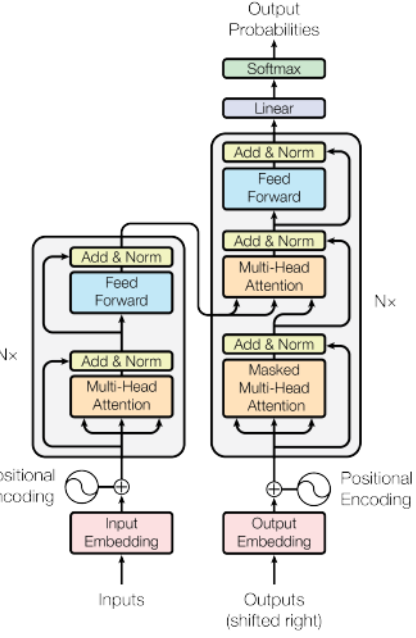 Output
Probabilities
Softmax
Linear
Add & Norm
Feed
Forward
Add & Norm
Multi-Head
Attention
Add & Norm
Masked
Multi-Head
Attention
N×
Add & Norm
Feed
Forward
Add & Norm
Multi-Head
Attention
N×
ositional
ncoding
Positional
Encoding
Input
Embedding
Output
Embedding
Inputs
Outputs
(shifted right)